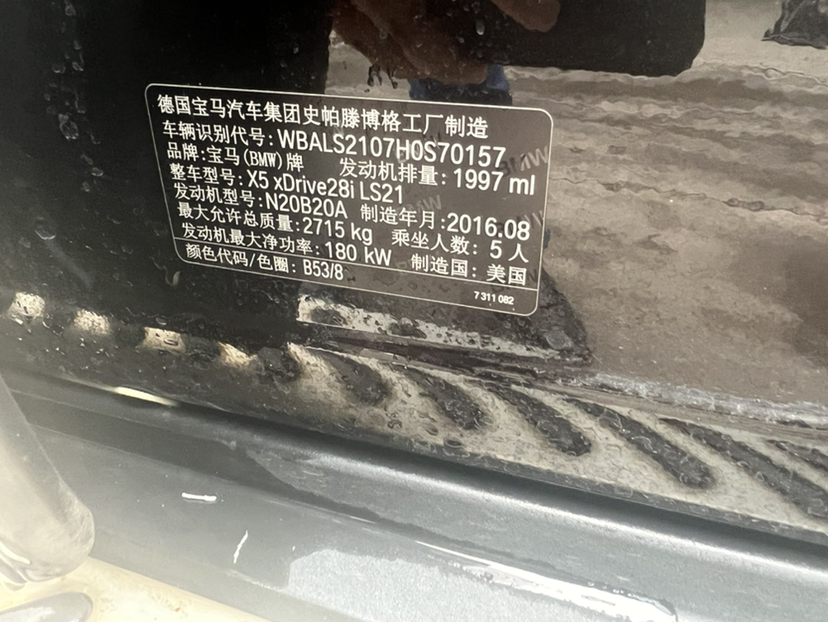 德国宝马汽车集团史帕滕博格工厂制造
车辆识别代号: WBALS2107H0S70157
品牌: 宝马(BMW)牌 发动机排量: 1997 ml
整车型号: X5 xDrive28i LS21
发动机型号: N20B20A 制造年月: 2016.08
最大允许总质量: 2715 kg 乘坐人数: 5 人
发动机最大净功率: 180 kW 制造国: 美国
颜色代码/色圈: B53/8
7 311 082